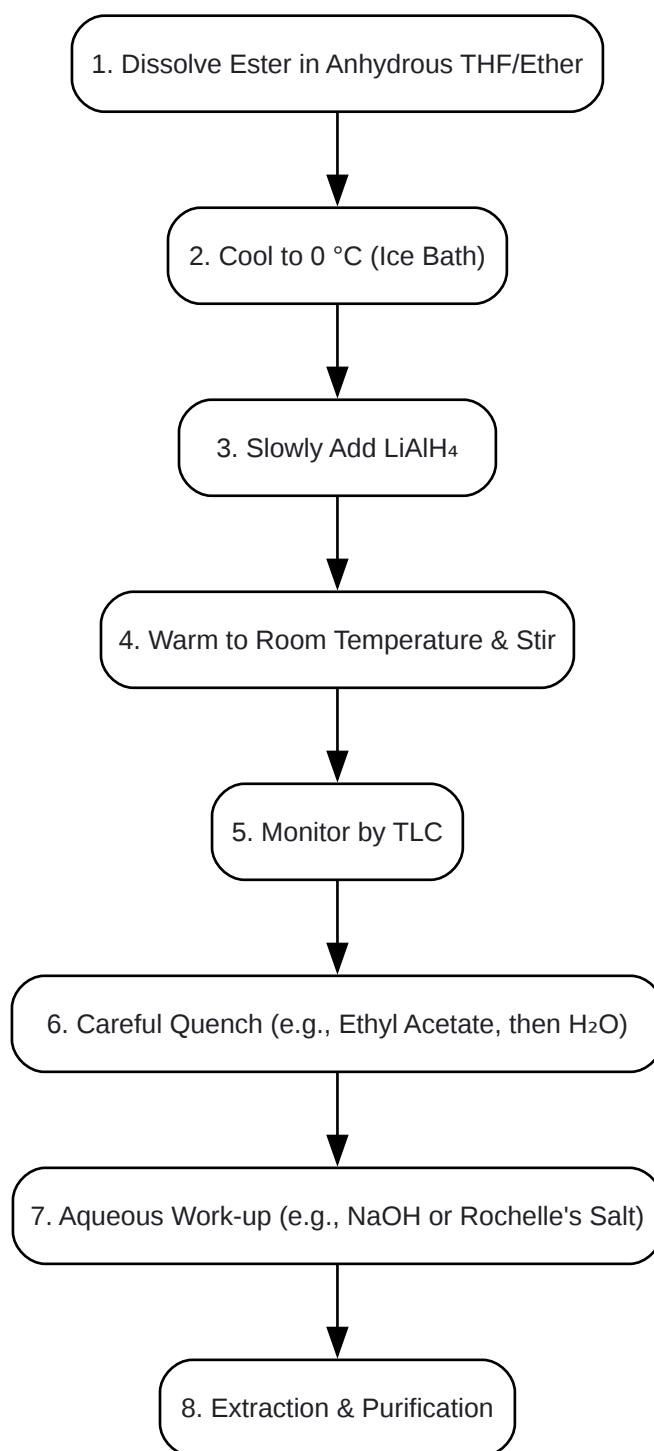 1. Dissolve Ester in Anhydrous THF/Ether
2. Cool to 0 °C (Ice Bath)
3. Slowly Add LiAlH₄
4. Warm to Room Temperature & Stir
5. Monitor by TLC
6. Careful Quench (e.g., Ethyl Acetate, then H₂O)
7. Aqueous Work-up (e.g., NaOH or Rochelle's Salt)
8. Extraction & Purification